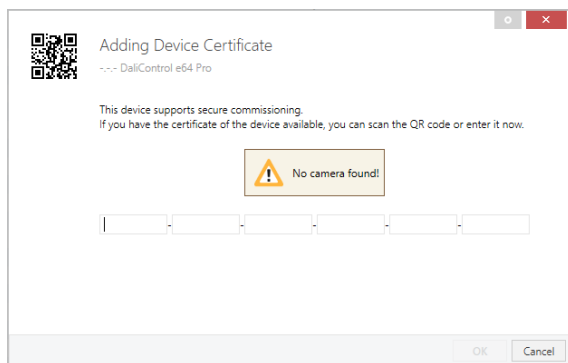 Adding Device Certificate
-.-.- DaliControl e64 Pro
This device supports secure commissioning.
If you have the certificate of the device available, you can scan the QR code or enter it now.
No camera found!
- - - - -
OK Cancel